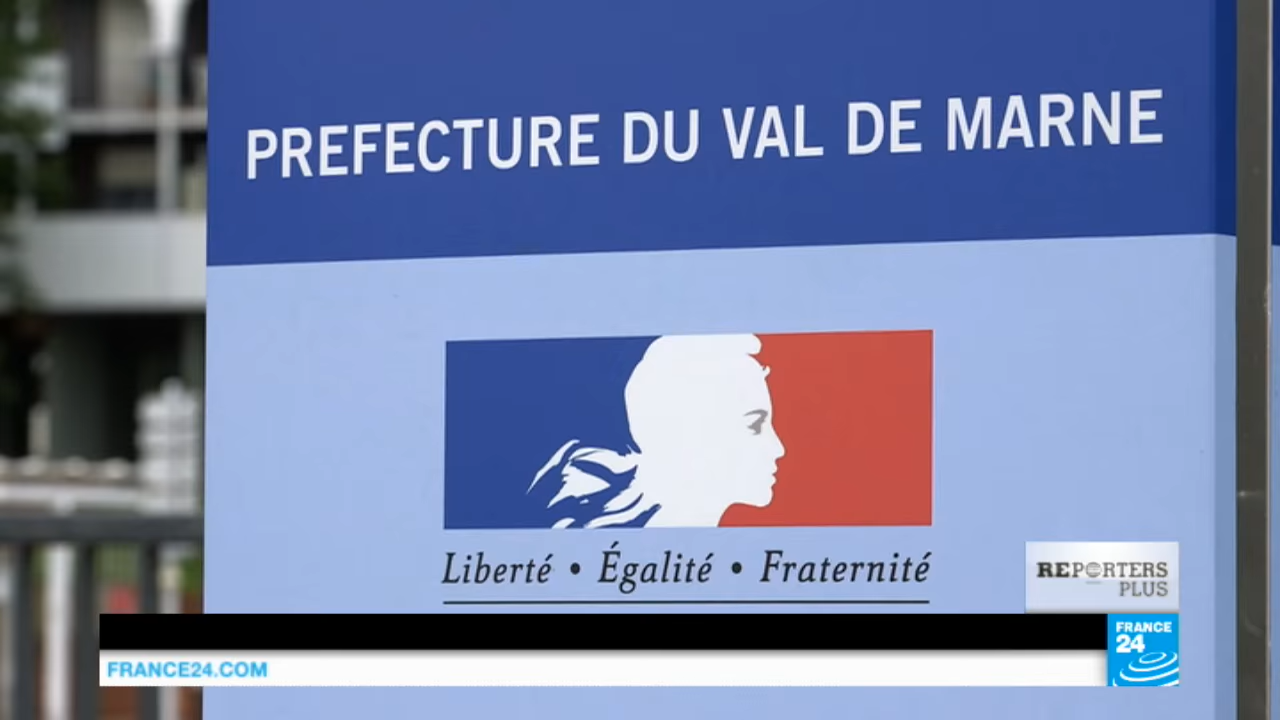 PREFECTURE DU VAL DE MARNE
Liberté • Égalité • Fraternité
REPORTERS
PLUS
FRANCE
24
FRANCE24.COM